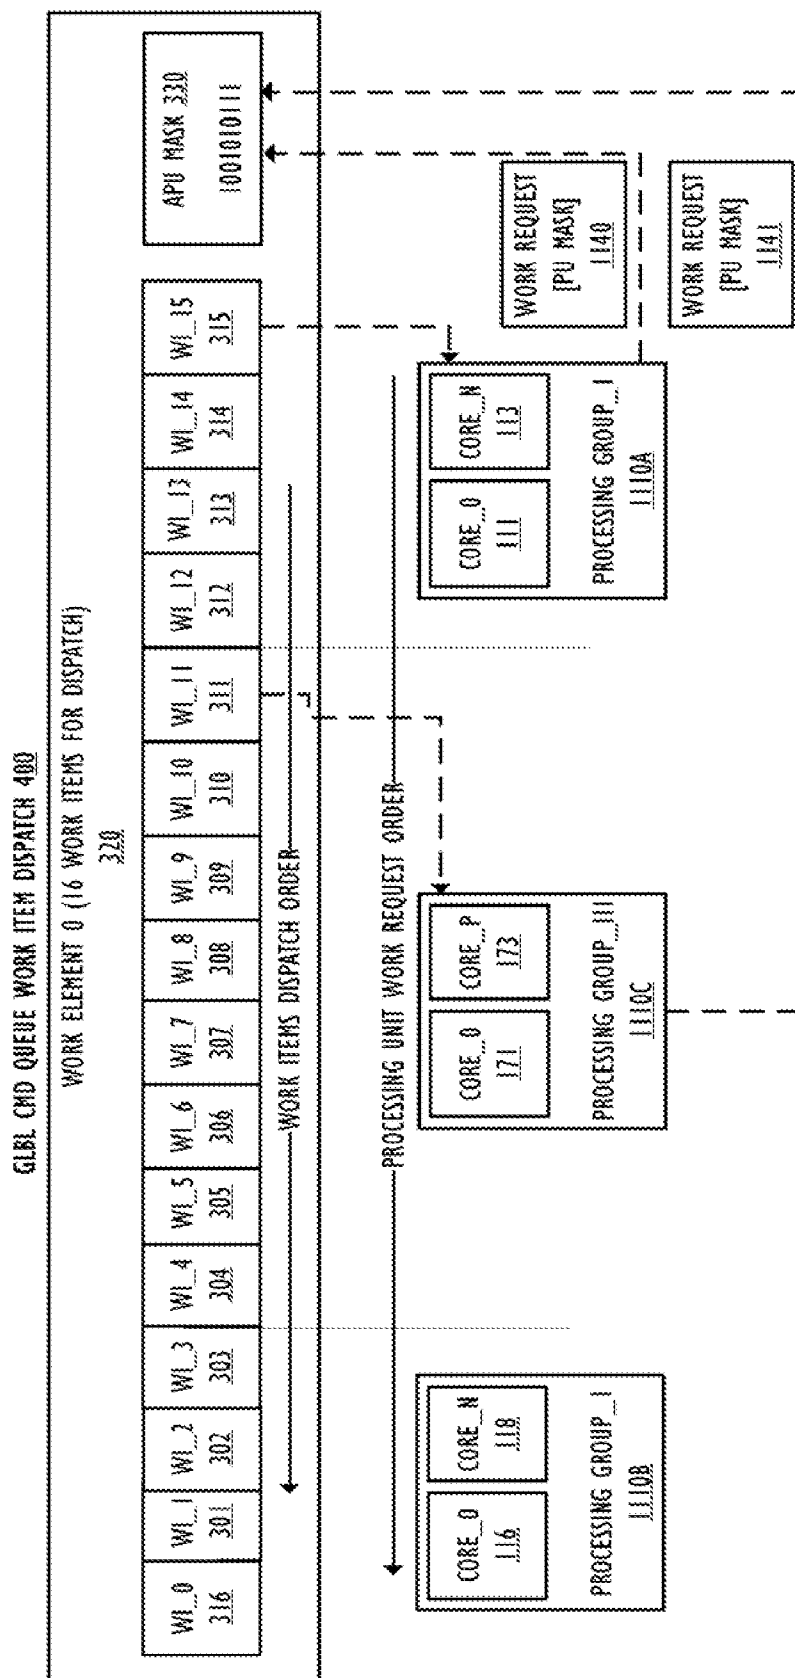 GLBL CMD QUEUE WORK ITEM DISPATCH 400
WORK ELEMENT 0 (16 WORK ITEMS FOR DISPATCH)
320
WI_0
316
WI_1
301
WI_2
302
WI_3
303
WI_4
304
WI_5
305
WI_6
306
WI_7
307
WI_8
308
WI_9
309
WI_10
310
WI_11
311
WI_12
312
WI_13
313
WI_14
314
WI_15
315
APU MASK 330
1001010111
WORK ITEMS DISPATCH ORDER
PROCESSING UNIT WORK REQUEST ORDER
CORE_0
116
CORE_N
118
PROCESSING GROUP_I
1110B
CORE_0
171
CORE_P
173
PROCESSING GROUP_III
1110C
CORE_0
111
CORE_N
113
PROCESSING GROUP_I
1110A
WORK REQUEST
[PU MASK]
1140
WORK REQUEST
[PU MASK]
1141